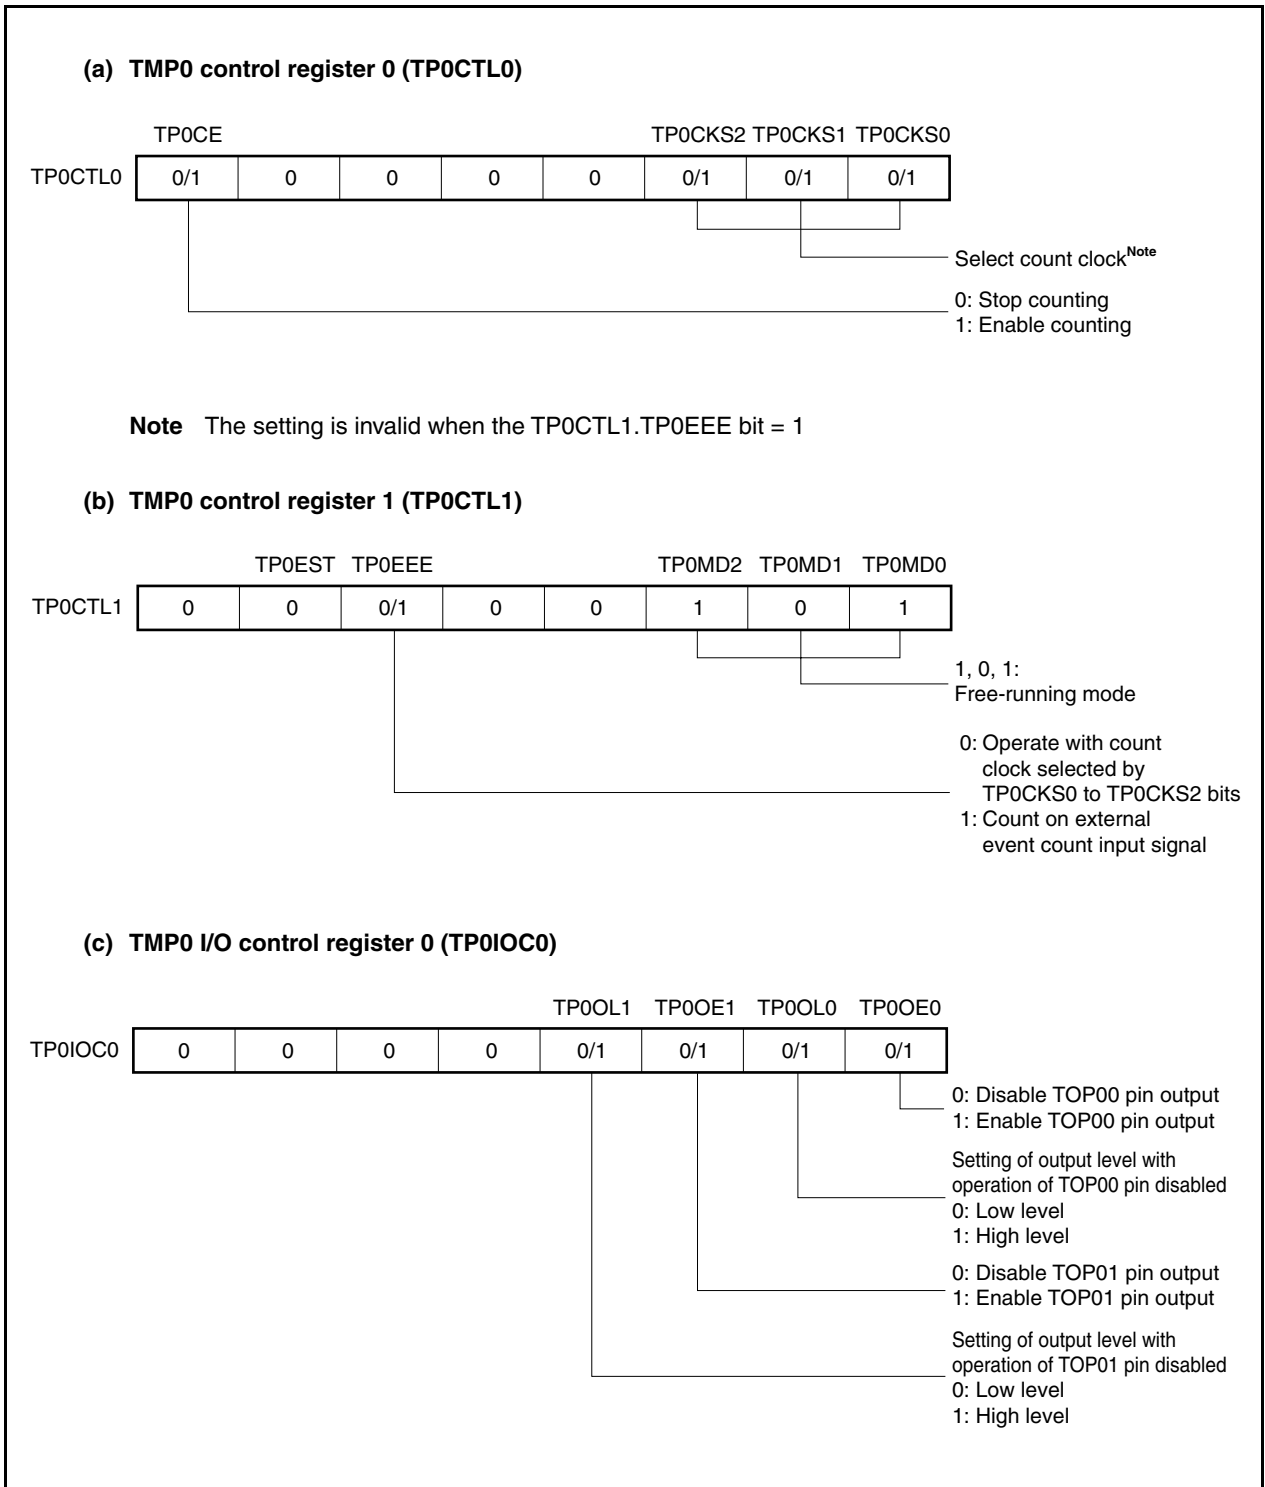 (a) TMP0 control register 0 (TP0CTL0)
TP0CE TP0CKS2 TP0CKS1 TP0CKS0
TP0CTL0 0/1 0 0 0 0 0/1 0/1 0/1
Select count clockNote
0: Stop counting
1: Enable counting
Note The setting is invalid when the TP0CTL1.TP0EEE bit = 1
(b) TMP0 control register 1 (TP0CTL1)
TP0EST TP0EEE TP0MD2 TP0MD1 TP0MD0
TP0CTL1 0 0 0/1 0 0 1 0 1
1, 0, 1:
Free-running mode
0: Operate with count
clock selected by
TP0CKS0 to TP0CKS2 bits
1: Count on external
event count input signal
(c) TMP0 I/O control register 0 (TP0IOC0)
TP0OL1 TP0OE1 TP0OL0 TP0OE0
TP0IOC0 0 0 0 0 0/1 0/1 0/1 0/1
0: Disable TOP00 pin output
1: Enable TOP00 pin output
Setting of output level with
operation of TOP00 pin disabled
0: Low level
1: High level
0: Disable TOP01 pin output
1: Enable TOP01 pin output
Setting of output level with
operation of TOP01 pin disabled
0: Low level
1: High level